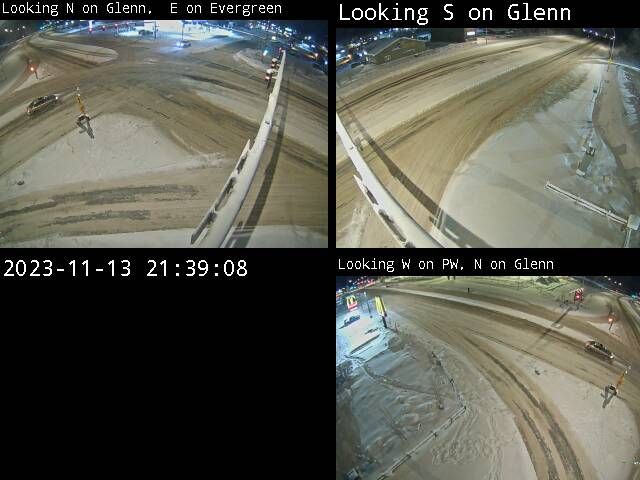 Looking N on Glenn,  E on Evergreen
Looking S on Glenn
2023-11-13 21:39:08
Looking W on PW, N on Glenn